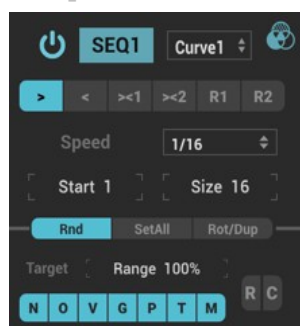 SEQ1 Curve1
> < ><1 ><2 R1 R2
Speed 1/16
Start 1 Size 16
Rnd SetAll Rot/Dup
Target Range 100%
N O V G P T M R C